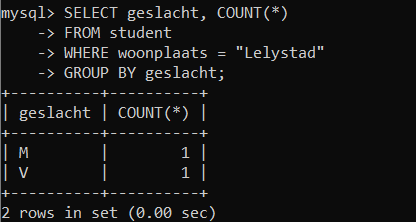 mysql> SELECT geslacht, COUNT(*)
    -> FROM student
    -> WHERE woonplaats = "Lelystad"
    -> GROUP BY geslacht;
+----------+----------+
| geslacht | COUNT(*) |
+----------+----------+
| M        |        1 |
| V        |        1 |
+----------+----------+
2 rows in set (0.00 sec)